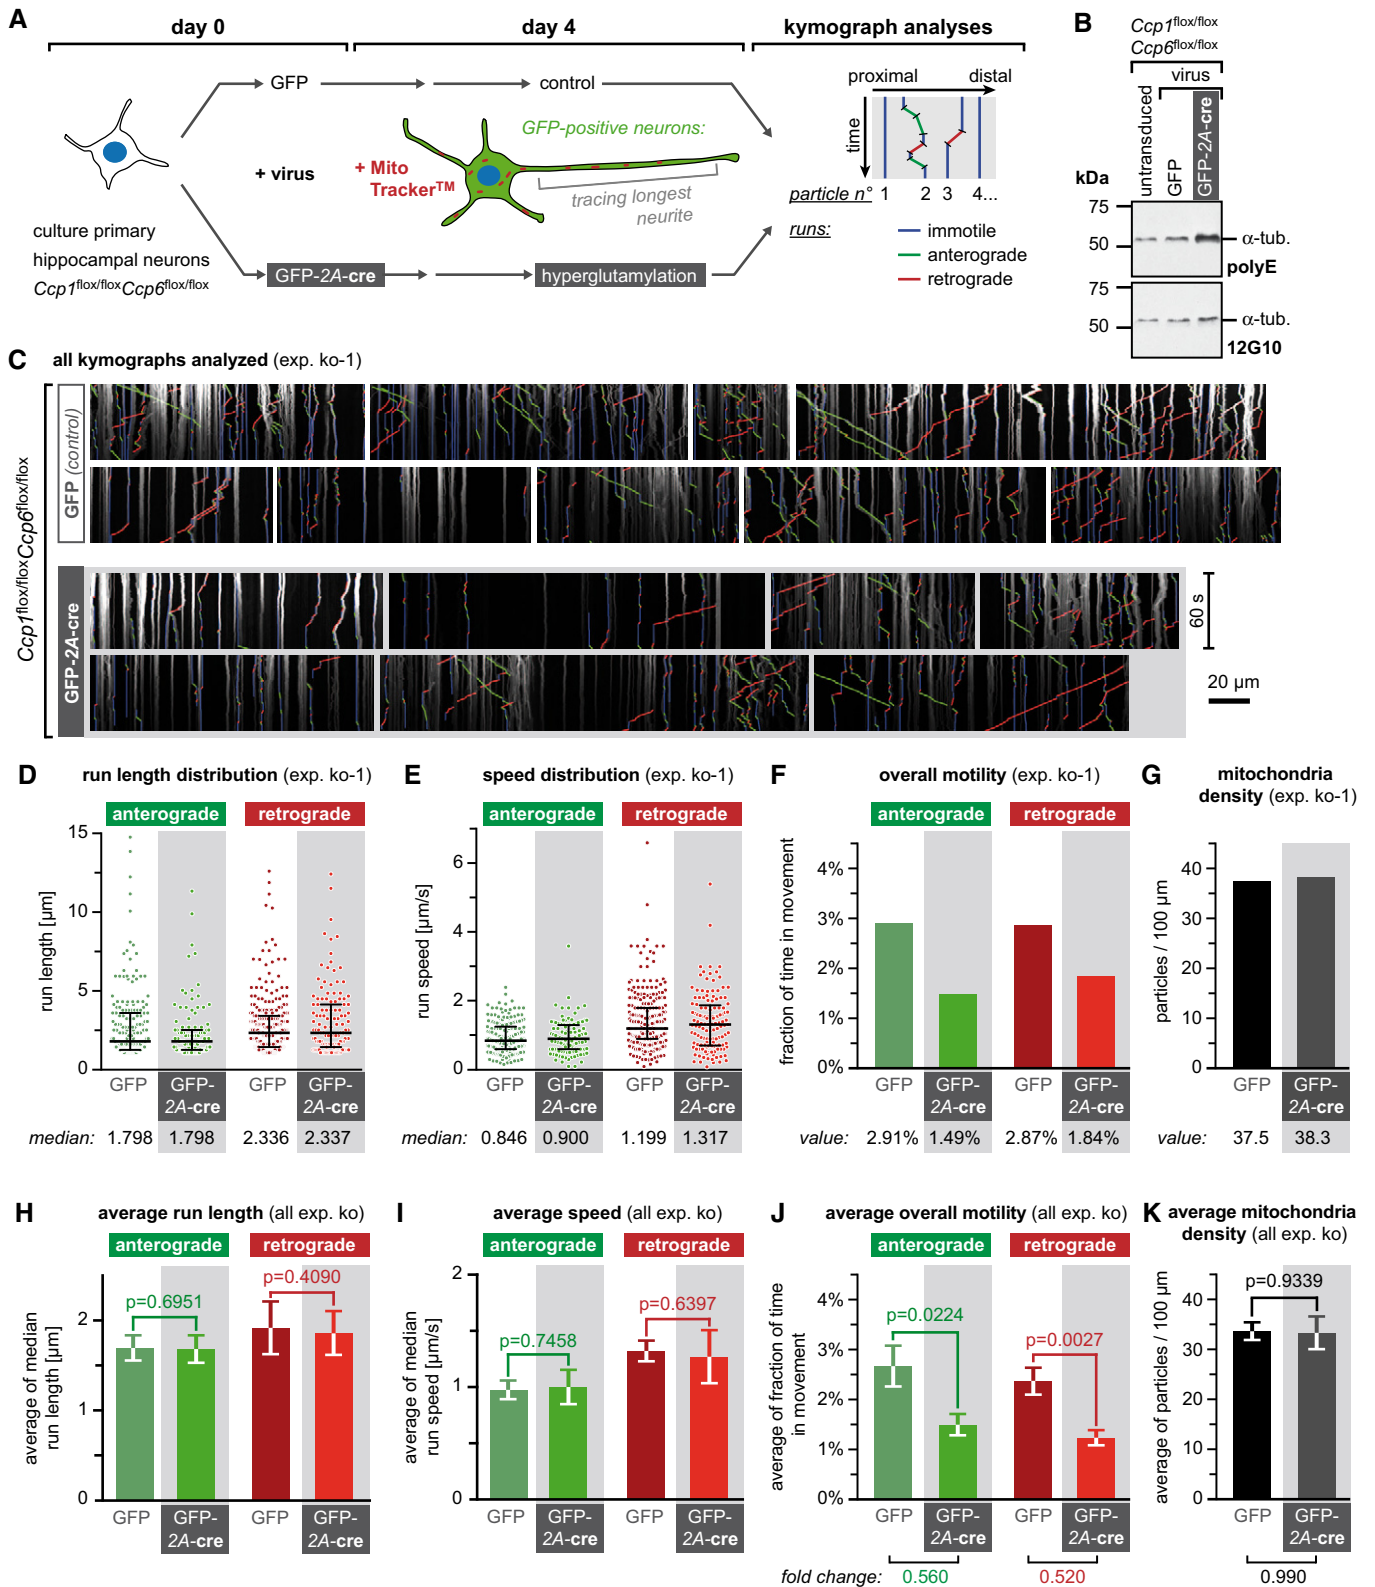 A
day 0
day 4
kymograph analyses
GFP
control
+ virus
+ Mito
Tracker™
GFP-positive neurons:
tracing longest
neurite
culture primary
hippocampal neurons
Ccp1flox/floxCcp6flox/flox
GFP-2A-cre
hyperglutamylation
proximal
distal
time
particle n° 1 2 3 4...
runs:
immotile
anterograde
retrograde
B
Ccp1flox/flox
Ccp6flox/flox
virus
untransduced
GFP
GFP-2A-cre
kDa
75
50
α-tub.
polyE
75
50
α-tub.
12G10
C all kymographs analyzed (exp. ko-1)
Ccp1flox/floxCcp6flox/flox
GFP (control)
GFP-2A-cre
60 s
20 µm
D run length distribution (exp. ko-1)
anterograde retrograde
run length [µm]
15
10
5
0
GFP GFP-2A-cre GFP GFP-2A-cre
median: 1.798 1.798 2.336 2.337
E speed distribution (exp. ko-1)
anterograde retrograde
run speed [µm/s]
6
4
2
0
GFP GFP-2A-cre GFP GFP-2A-cre
median: 0.846 0.900 1.199 1.317
F overall motility (exp. ko-1)
anterograde retrograde
fraction of time in movement
4%
3%
2%
1%
0%
GFP GFP-2A-cre GFP GFP-2A-cre
value: 2.91% 1.49% 2.87% 1.84%
G mitochondria
density (exp. ko-1)
particles / 100 µm
40
30
20
10
0
GFP GFP-2A-cre
value: 37.5 38.3
H average run length (all exp. ko)
anterograde retrograde
average of median
run length [µm]
p=0.6951
p=0.4090
2
1
0
GFP GFP-2A-cre GFP GFP-2A-cre
I average speed (all exp. ko)
anterograde retrograde
average of median
run speed [µm/s]
p=0.7458
p=0.6397
2
1
0
GFP GFP-2A-cre GFP GFP-2A-cre
J average overall motility (all exp. ko)
anterograde retrograde
average of fraction of time
in movement
p=0.0224
p=0.0027
4%
3%
2%
1%
0%
GFP GFP-2A-cre GFP GFP-2A-cre
fold change: 0.560 0.520
K average mitochondria
density (all exp. ko)
average of particles / 100 µm
p=0.9339
40
30
20
10
0
GFP GFP-2A-cre
0.990